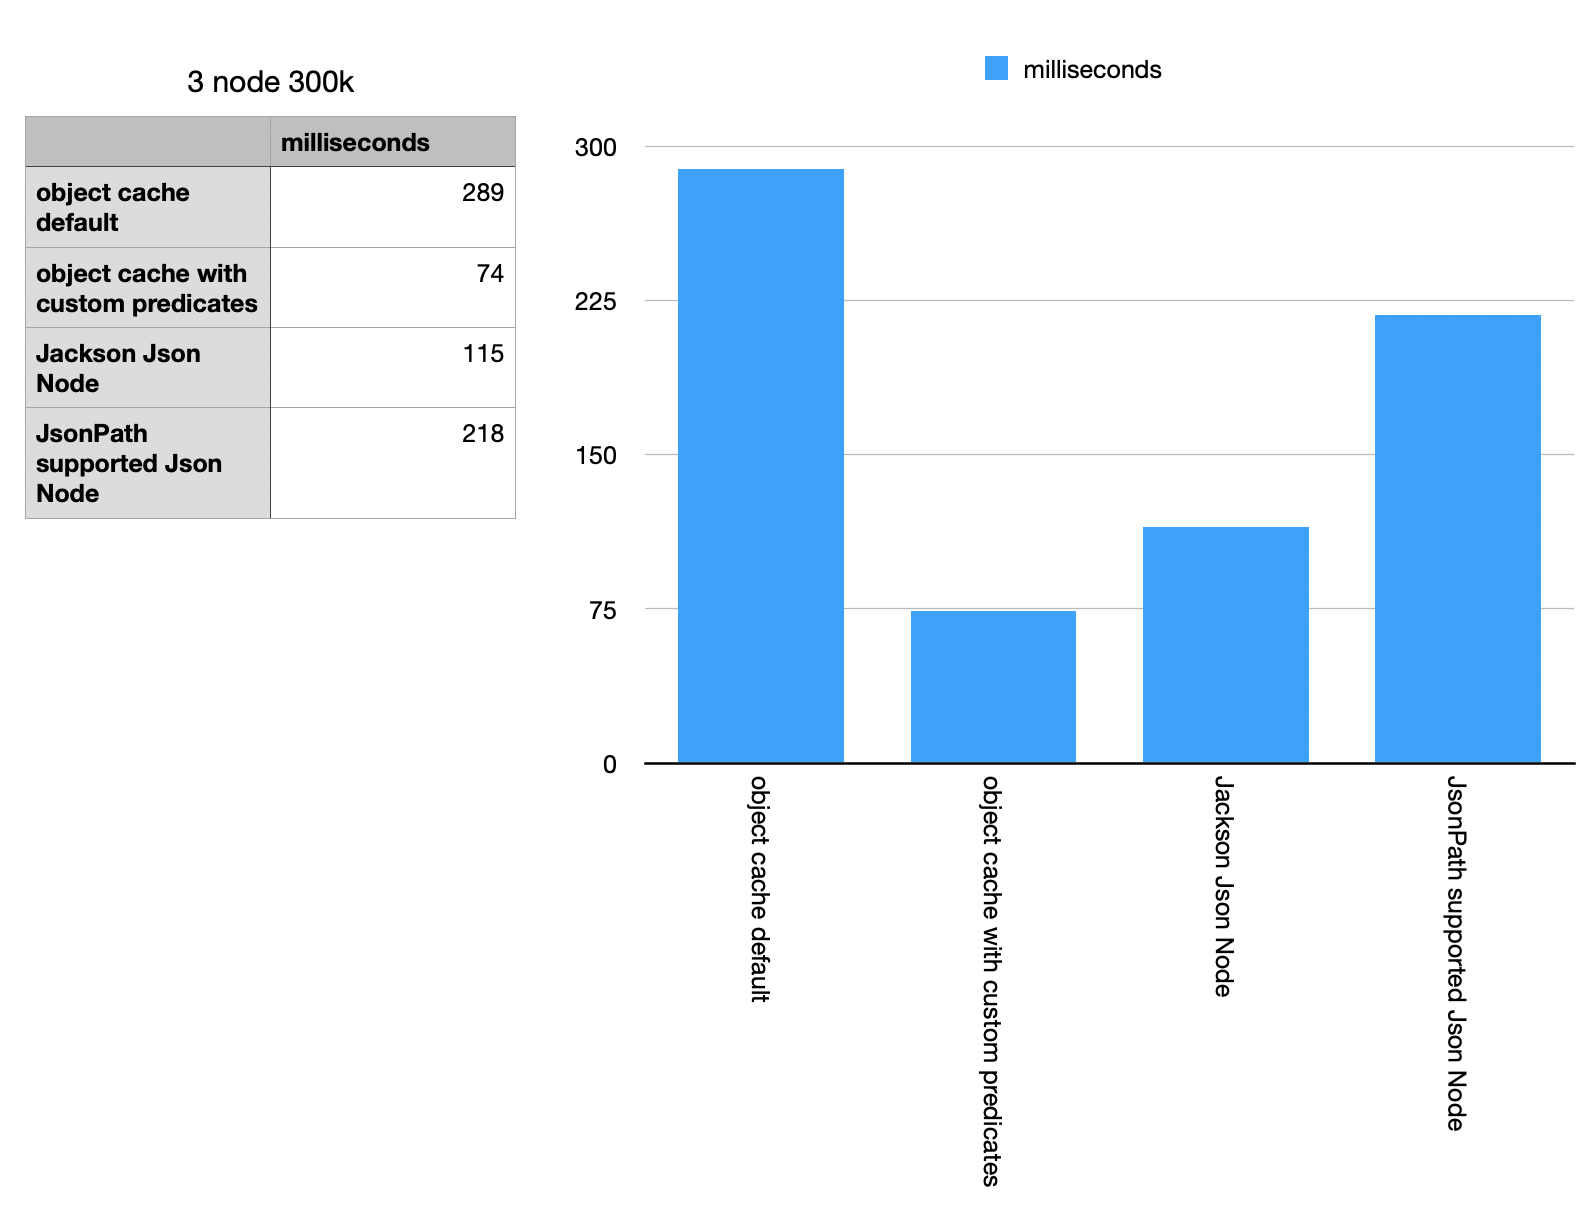 3 node 300k
milliseconds
object cache
default
289
object cache with
custom predicates
74
Jackson Json
Node
115
JsonPath
supported Json
Node
218
milliseconds
300
225
150
75
0
object cache default
object cache with custom predicates
Jackson Json Node
JsonPath supported Json Node